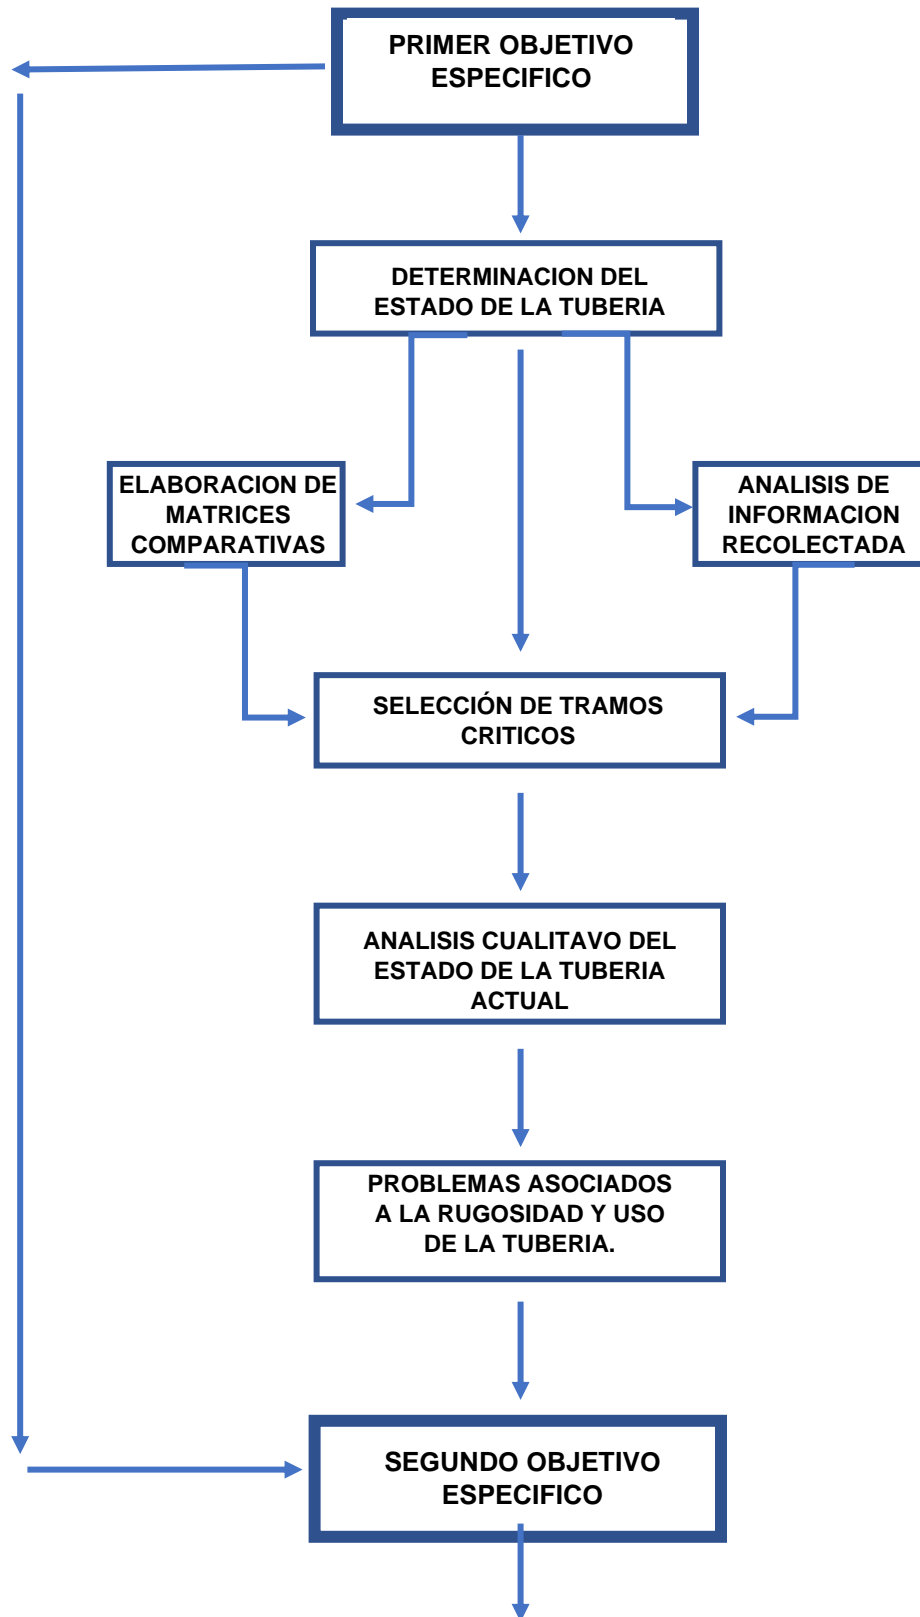 PRIMER OBJETIVO
ESPECIFICO
DETERMINACION DEL
ESTADO DE LA TUBERIA
ELABORACION DE
MATRICES
COMPARATIVAS
ANALISIS DE
INFORMACION
RECOLECTADA
SELECCIÓN DE TRAMOS
CRITICOS
ANALISIS CUALITAVO DEL
ESTADO DE LA TUBERIA
ACTUAL
PROBLEMAS ASOCIADOS
A LA RUGOSIDAD Y USO
DE LA TUBERIA.
SEGUNDO OBJETIVO
ESPECIFICO